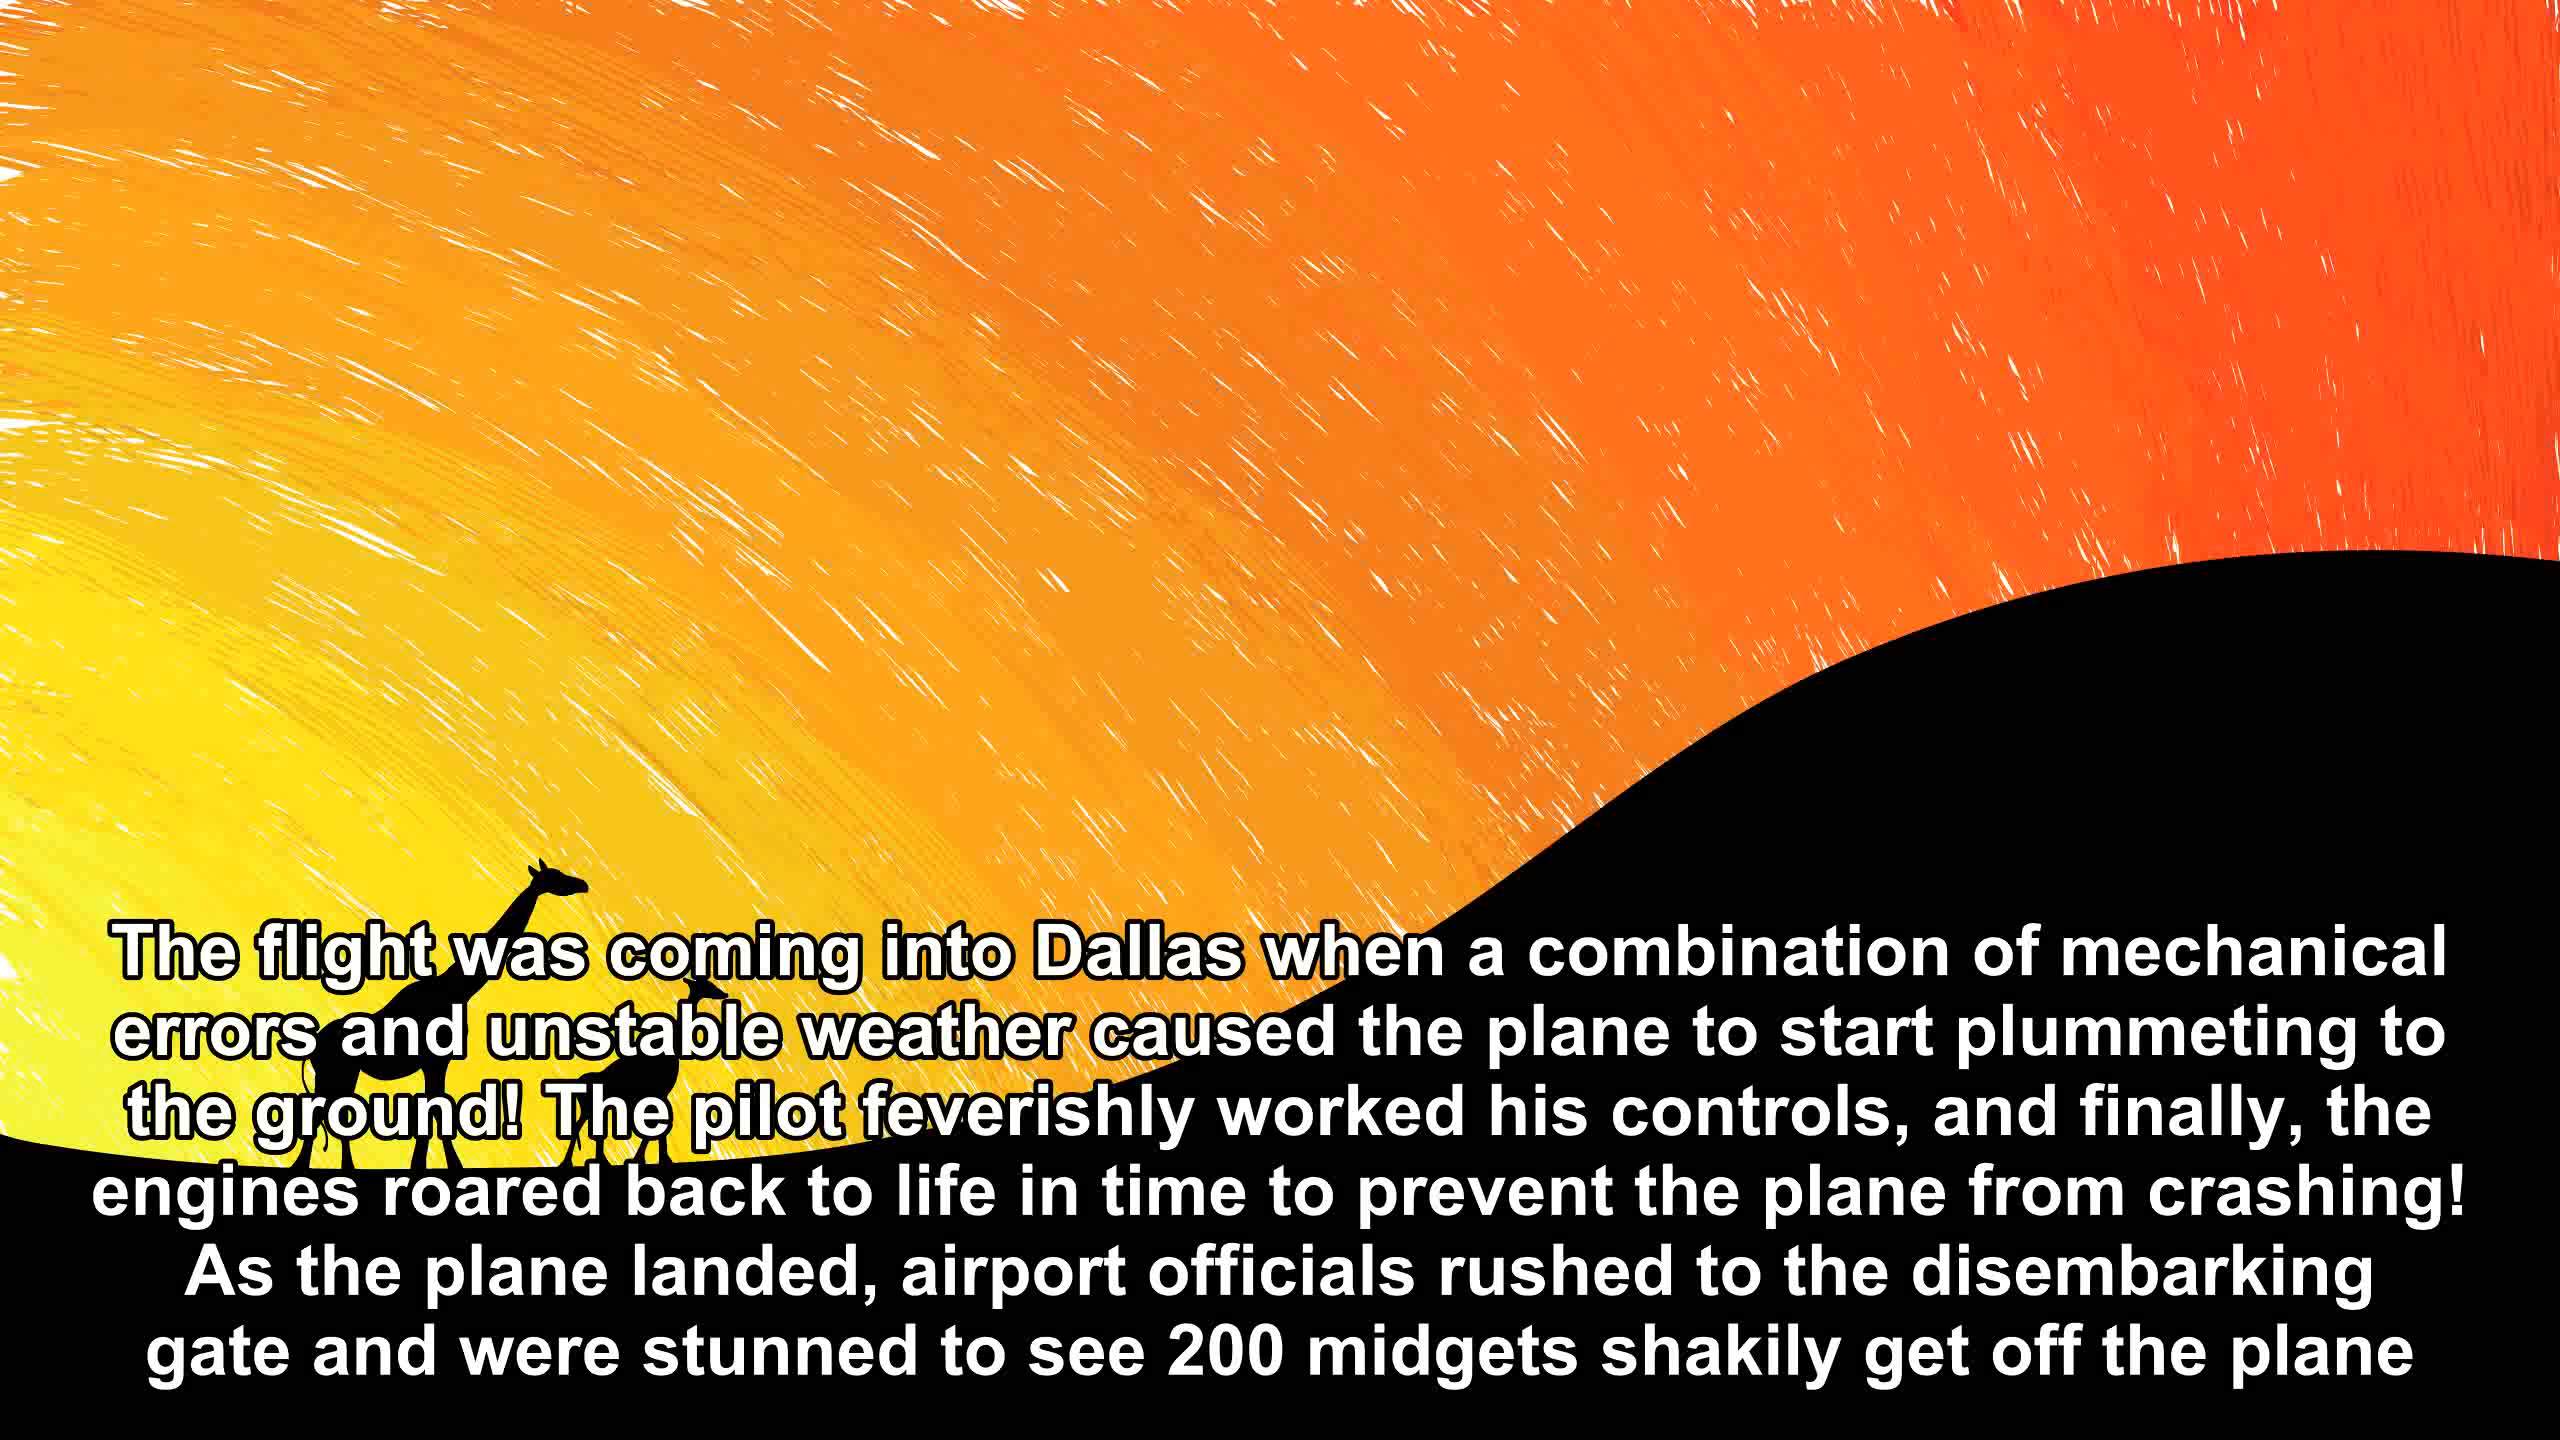 The flight was coming into Dallas when a combination of mechanical
errors and unstable weather caused the plane to start plummeting to
the ground! The pilot feverishly worked his controls, and finally, the
engines roared back to life in time to prevent the plane from crashing!
As the plane landed, airport officials rushed to the disembarking
gate and were stunned to see 200 midgets shakily get off the plane